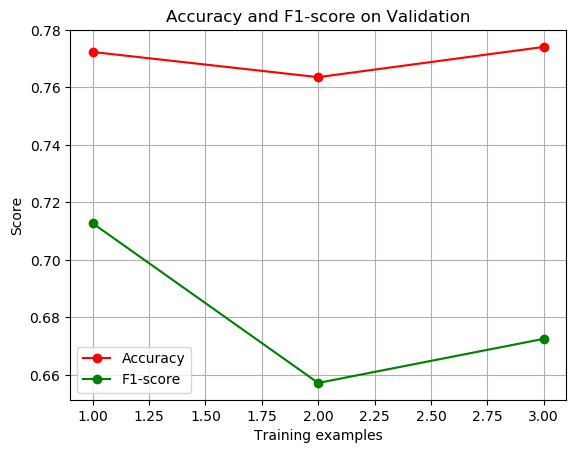 Accuracy and F1-score on Validation
0.78
0.76
0.74
0.72
0.70
0.68
0.66
Score
Accuracy
F1-score
1.00 1.25 1.50 1.75 2.00 2.25 2.50 2.75 3.00
Training examples